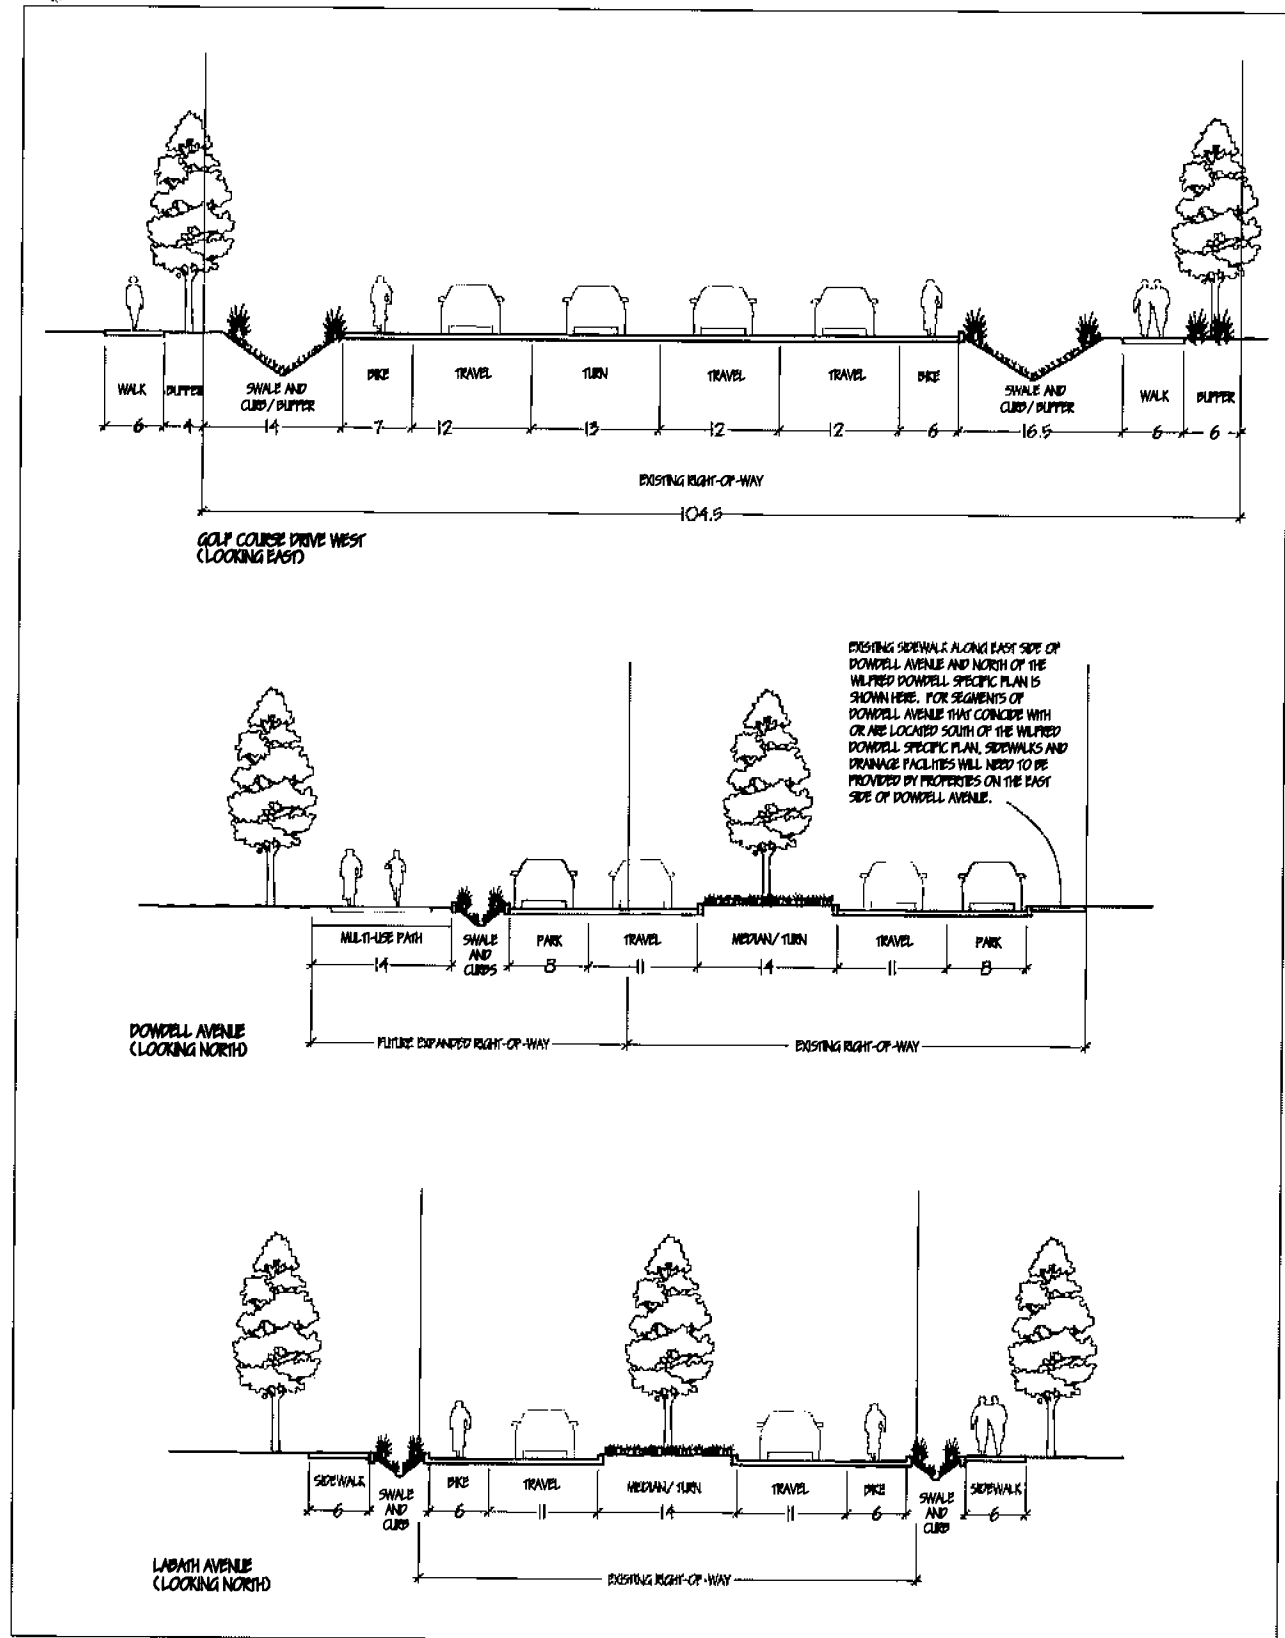 WALK BUFFER SWALE AND BIKE TRAVEL TURN TRAVEL TRAVEL BIKE SWALE AND WALK BUFFER
CURB / BUFFER CURB / BUFFER
6 4 14 7 12 13 12 12 6 16.5 6 6
EXISTING RIGHT-OF-WAY
104.5
GOLF COURSE DRIVE WEST
(LOOKING EAST)
EXISTING SIDEWALK ALONG EAST SIDE OF
DOWDELL AVENUE AND NORTH OF THE
WILFRED DOWDELL SPECIFIC PLAN IS
SHOWN HERE. FOR SEGMENTS OF
DOWDELL AVENUE THAT COINCIDE WITH
OR ARE LOCATED SOUTH OF THE WILFRED
DOWDELL SPECIFIC PLAN, SIDEWALKS AND
DRAINAGE FACILITIES WILL NEED TO BE
PROVIDED BY PROPERTIES ON THE EAST
SIDE OF DOWDELL AVENUE.
MULTI-USE PATH SWALE PARK TRAVEL MEDIAN / TURN TRAVEL PARK
AND
CURBS
14 8 11 14 11 8
DOWDELL AVENUE
(LOOKING NORTH)
FUTURE EXPANDED RIGHT-OF-WAY EXISTING RIGHT-OF-WAY
SIDEWALK SWALE BIKE TRAVEL MEDIAN / TURN TRAVEL BIKE SWALE SIDEWALK
AND AND
CURB CURB
6 6 11 14 11 6 6
LABATH AVENUE
(LOOKING NORTH)
EXISTING RIGHT-OF-WAY